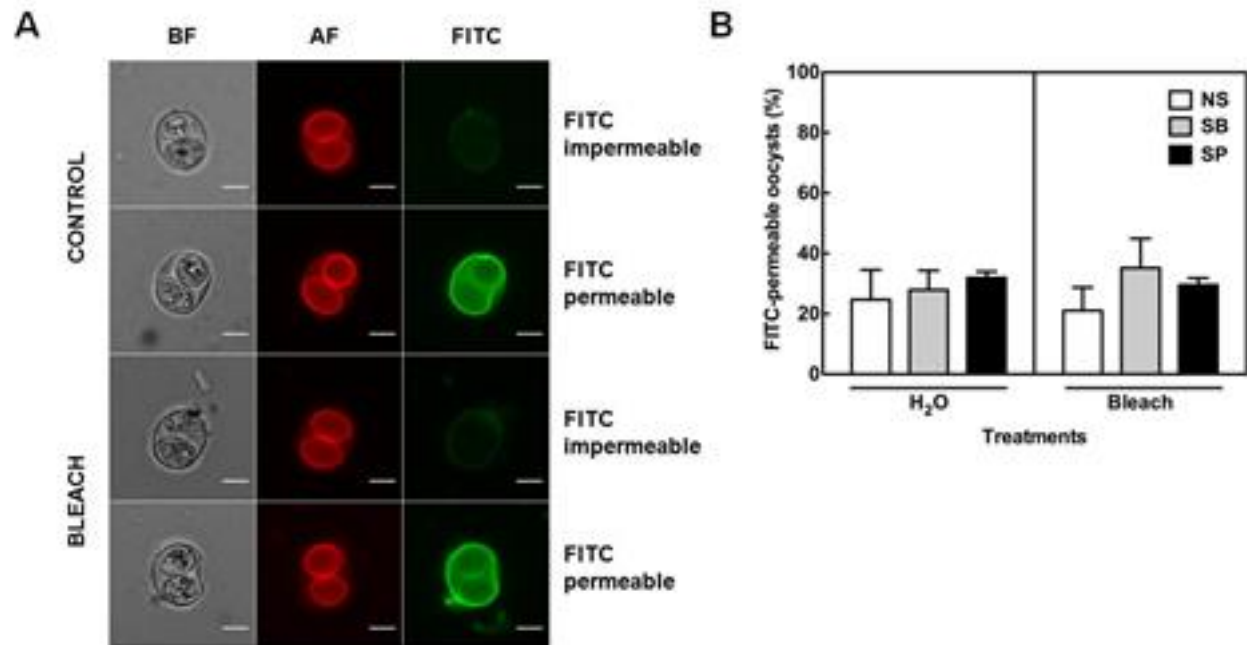 A
BF AF FITC
CONTROL
FITC
impermeable
FITC
permeable
BLEACH
FITC
impermeable
FITC
permeable
B
FITC-permeable oocysts (%)
100
80
60
40
20
0
NS
SB
SP
H₂O Bleach
Treatments